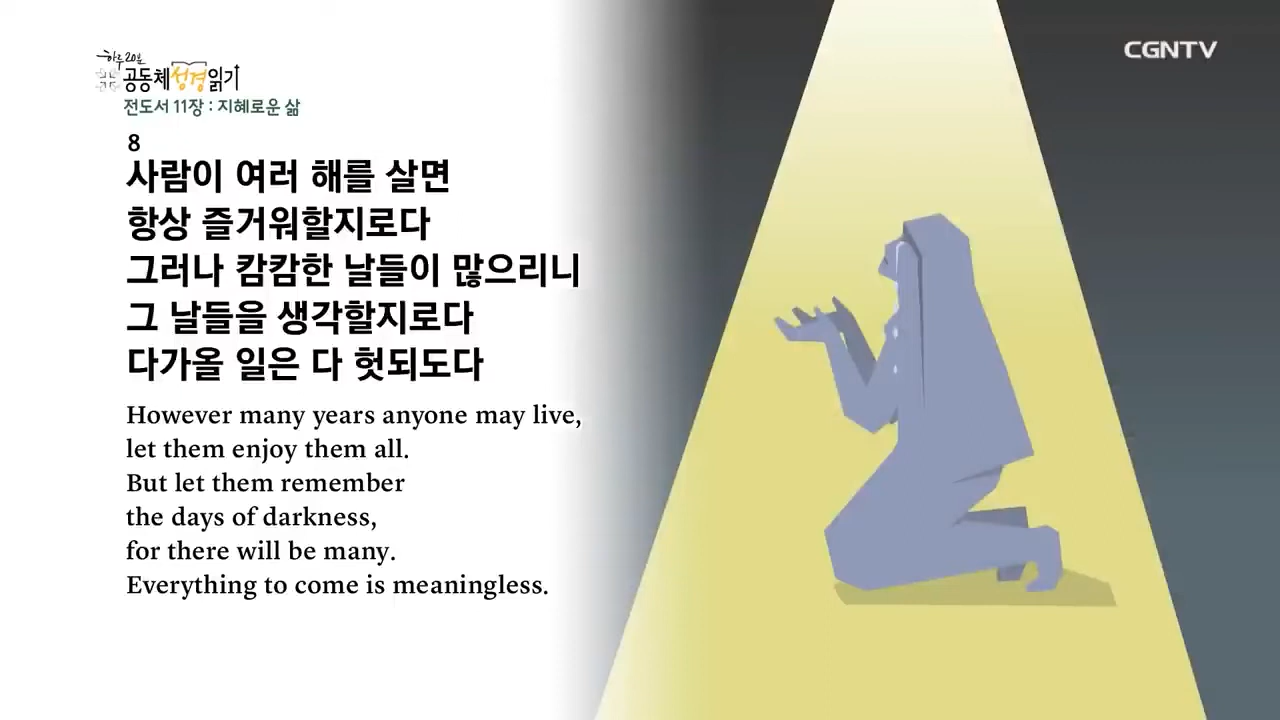 하루 20분
공동체성경읽기
전도서 11장 : 지혜로운 삶
CGNTV
8
사람이 여러 해를 살면
항상 즐거워할지로다
그러나 캄캄한 날들이 많으리니
그 날들을 생각할지로다
다가올 일은 다 헛되도다
However many years anyone may live,
let them enjoy them all.
But let them remember
the days of darkness,
for there will be many.
Everything to come is meaningless.